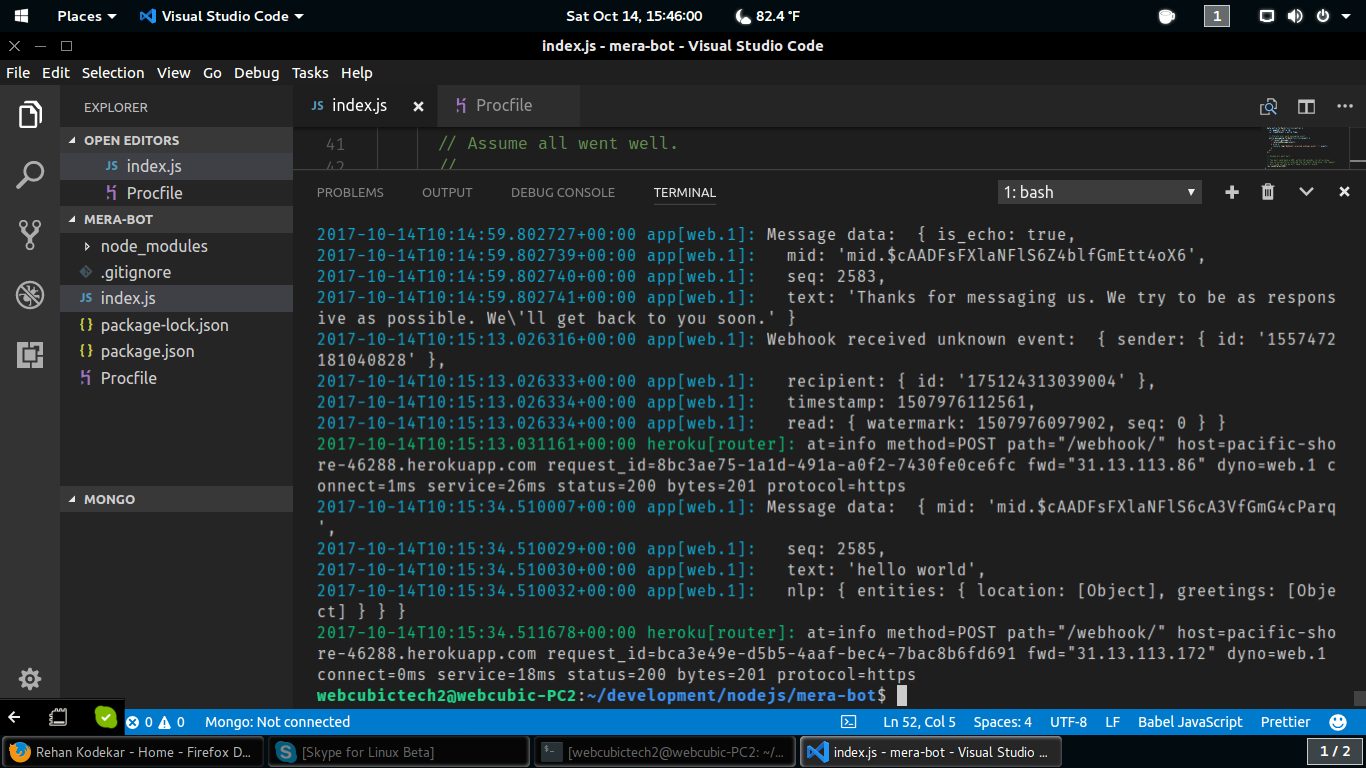 Places Visual Studio Code Sat Oct 14, 15:46:00 82.4 °F 1
index.js - mera-bot - Visual Studio Code
File Edit Selection View Go Debug Tasks Help
EXPLORER
OPEN EDITORS
JS index.js
Procfile
MERA-BOT
node_modules
.gitignore
JS index.js
{} package-lock.json
{} package.json
Procfile
MONGO
JS index.js Procfile
41 // Assume all went well.
42 //
PROBLEMS OUTPUT DEBUG CONSOLE TERMINAL 1: bash
2017-10-14T10:14:59.802727+00:00 app[web.1]: Message data:  { is_echo: true,
2017-10-14T10:14:59.802739+00:00 app[web.1]:   mid: 'mid.$cAADFsFXlaNFlS6Z4blfGmEtt4oX6',
2017-10-14T10:14:59.802740+00:00 app[web.1]:   seq: 2583,
2017-10-14T10:14:59.802741+00:00 app[web.1]:   text: 'Thanks for messaging us. We try to be as respons
ive as possible. We\'ll get back to you soon.' }
2017-10-14T10:15:13.026316+00:00 app[web.1]: Webhook received unknown event:  { sender: { id: '1557472
181040828' },
2017-10-14T10:15:13.026333+00:00 app[web.1]:   recipient: { id: '175124313039004' },
2017-10-14T10:15:13.026334+00:00 app[web.1]:   timestamp: 1507976112561,
2017-10-14T10:15:13.026334+00:00 app[web.1]:   read: { watermark: 1507976097902, seq: 0 } }
2017-10-14T10:15:13.031161+00:00 heroku[router]: at=info method=POST path="/webhook/" host=pacific-sho
re-46288.herokuapp.com request_id=8bc3ae75-1a1d-491a-a0f2-7430fe0ce6fc fwd="31.13.113.86" dyno=web.1 c
onnect=1ms service=26ms status=200 bytes=201 protocol=https
2017-10-14T10:15:34.510007+00:00 app[web.1]: Message data:  { mid: 'mid.$cAADFsFXlaNFlS6cA3VfGmG4cParq
',
2017-10-14T10:15:34.510029+00:00 app[web.1]:   seq: 2585,
2017-10-14T10:15:34.510030+00:00 app[web.1]:   text: 'hello world',
2017-10-14T10:15:34.510032+00:00 app[web.1]:   nlp: { entities: { location: [Object], greetings: [Obje
ct] } } }
2017-10-14T10:15:34.511678+00:00 heroku[router]: at=info method=POST path="/webhook/" host=pacific-sho
re-46288.herokuapp.com request_id=bca3e49e-d5b5-4aaf-bec4-7bac8b6fd691 fwd="31.13.113.172" dyno=web.1
connect=0ms service=18ms status=200 bytes=201 protocol=https
webcubictech2@webcubic-PC2:~/development/nodejs/mera-bot$
0 0 Mongo: Not connected Ln 52, Col 5 Spaces: 4 UTF-8 LF Babel JavaScript Prettier
Rehan Kodekar - Home - Firefox D... [Skype for Linux Beta] [webcubictech2@webcubic-PC2: ~/... index.js - mera-bot - Visual Studio ... 1 / 2